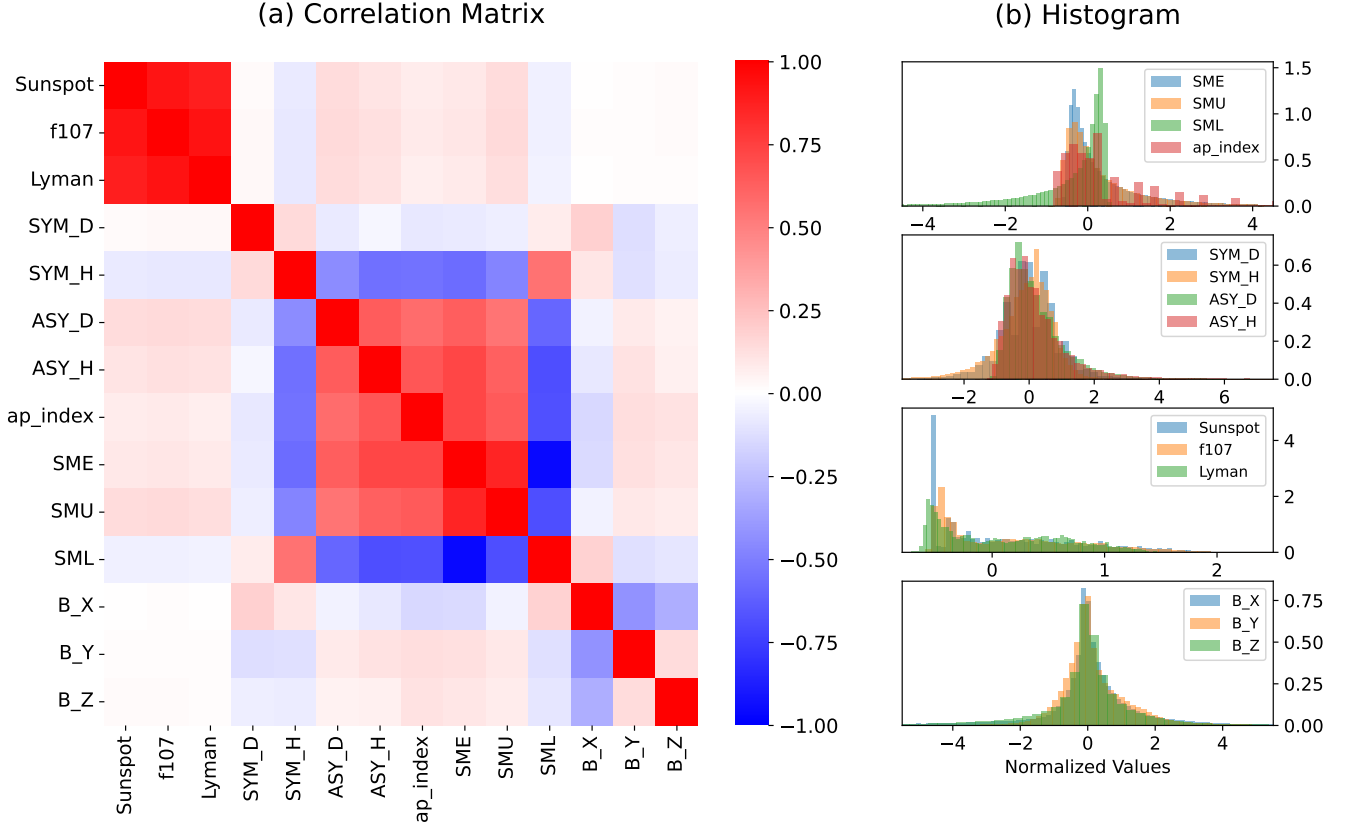 (a) Correlation Matrix
Sunspot
f107
Lyman
SYM_D
SYM_H
ASY_D
ASY_H
ap_index
SME
SMU
SML
B_X
B_Y
B_Z
Sunspot
f107
Lyman
SYM_D
SYM_H
ASY_D
ASY_H
ap_index
SME
SMU
SML
B_X
B_Y
B_Z
1.00
0.75
0.50
0.25
0.00
−0.25
−0.50
−0.75
−1.00
(b) Histogram
SME
SMU
SML
ap_index
1.5
1.0
0.5
0.0
−4 −2 0 2 4
SYM_D
SYM_H
ASY_D
ASY_H
0.6
0.4
0.2
0.0
−2 0 2 4 6
Sunspot
f107
Lyman
4
2
0
0 1 2
B_X
B_Y
B_Z
0.75
0.50
0.25
0.00
−4 −2 0 2 4
Normalized Values